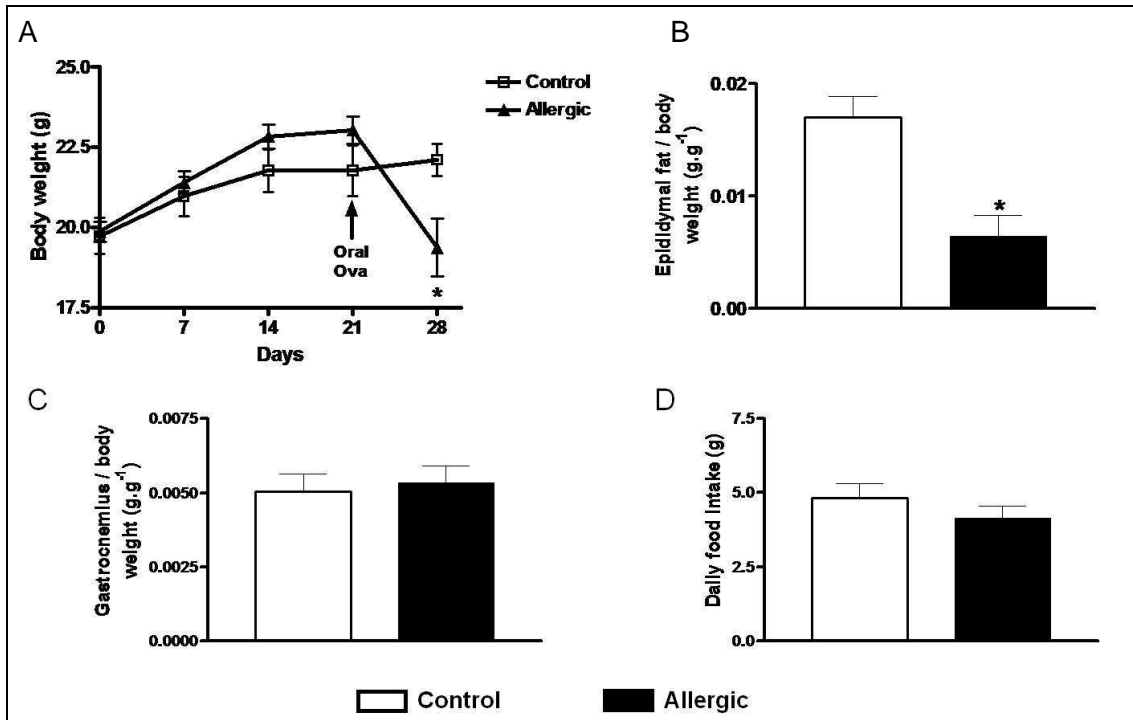 A
25.0
22.5
20.0
17.5
Body weight (g)
0
7
14
21
28
Days
Control
Allergic
Oral
Ova
*
B
0.02
0.01
0.00
Epididymal fat / body
weight (g.g-1)
*
C
0.0075
0.0050
0.0025
0.0000
Gastrocnemius / body
weight (g.g-1)
D
7.5
5.0
2.5
0.0
Daily food Intake (g)
Control
Allergic